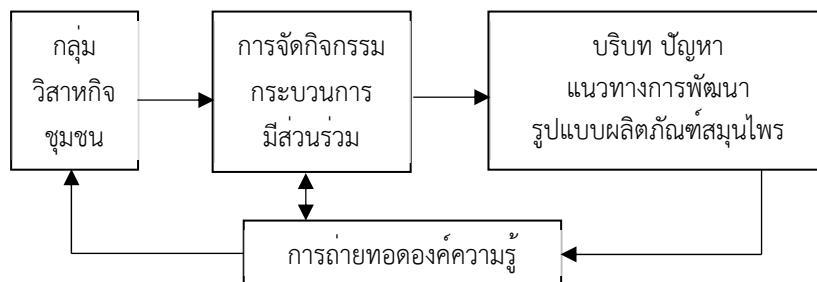 กลุ่ม
วิสาหกิจ
ชุมชน
การจัดกิจกรรม
กระบวนการ
มีส่วนร่วม
บริบท ปัญหา
แนวทางการพัฒนา
รูปแบบผลิตภัณฑ์สมุนไพร
การถ่ายทอดองค์ความรู้